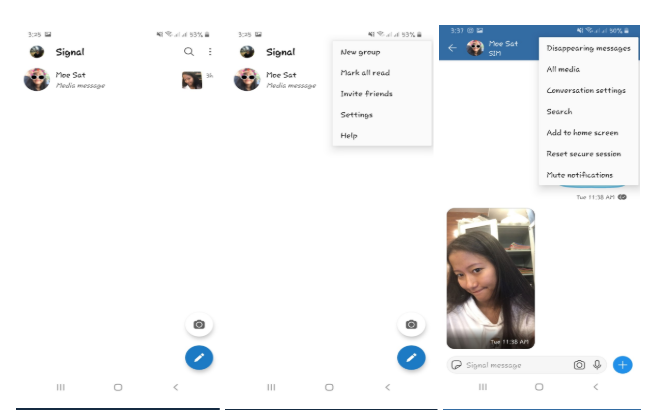 3:35
53%
Signal
Mee Sat
Media message
3h
3:35
53%
Signal
Mee Sat
Media message
New group
Mark all read
Invite friends
Settings
Help
3:37
50%
Mee Sat
SIM
Disappearing messages
All media
Conversation settings
Search
Add to home screen
Reset secure session
Mute notifications
Tue 11:38 AM
Tue 11:38 AM
Signal message